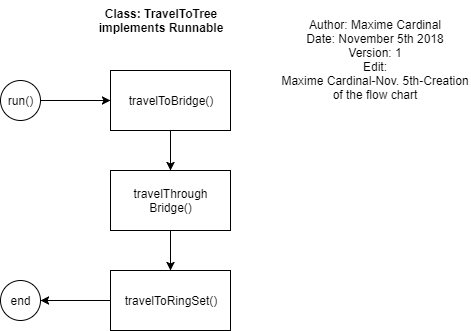 Class: TravelToTree
implements Runnable
Author: Maxime Cardinal
Date: November 5th 2018
Version: 1
Edit:
Maxime Cardinal-Nov. 5th-Creation
of the flow chart
run()
travelToBridge()
travelThrough
Bridge()
travelToRingSet()
end